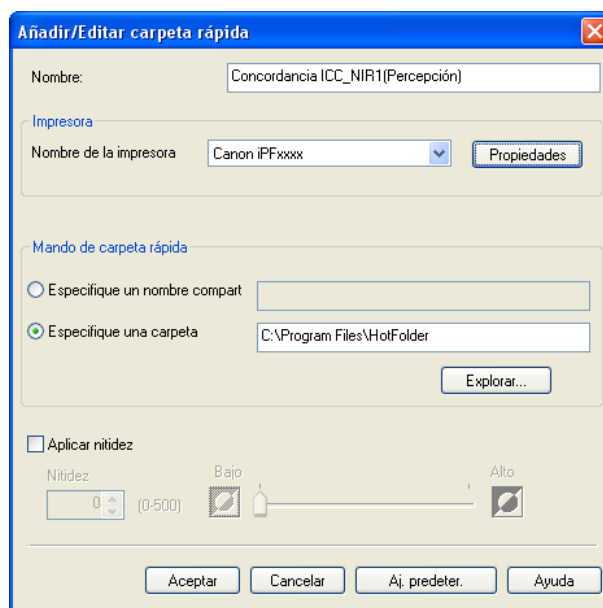 Añadir/Editar carpeta rápida
Nombre: Concordancia ICC_NIR1(Percepción)
Impresora
Nombre de la impresora Canon iPFxxxx Propiedades
Mando de carpeta rápida
Especifique un nombre compart
Especifique una carpeta C:\Program Files\HotFolder
Explorar...
Aplicar nitidez
Nitidez Bajo Alto
0 (0-500)
Aceptar Cancelar Aj. predeter. Ayuda